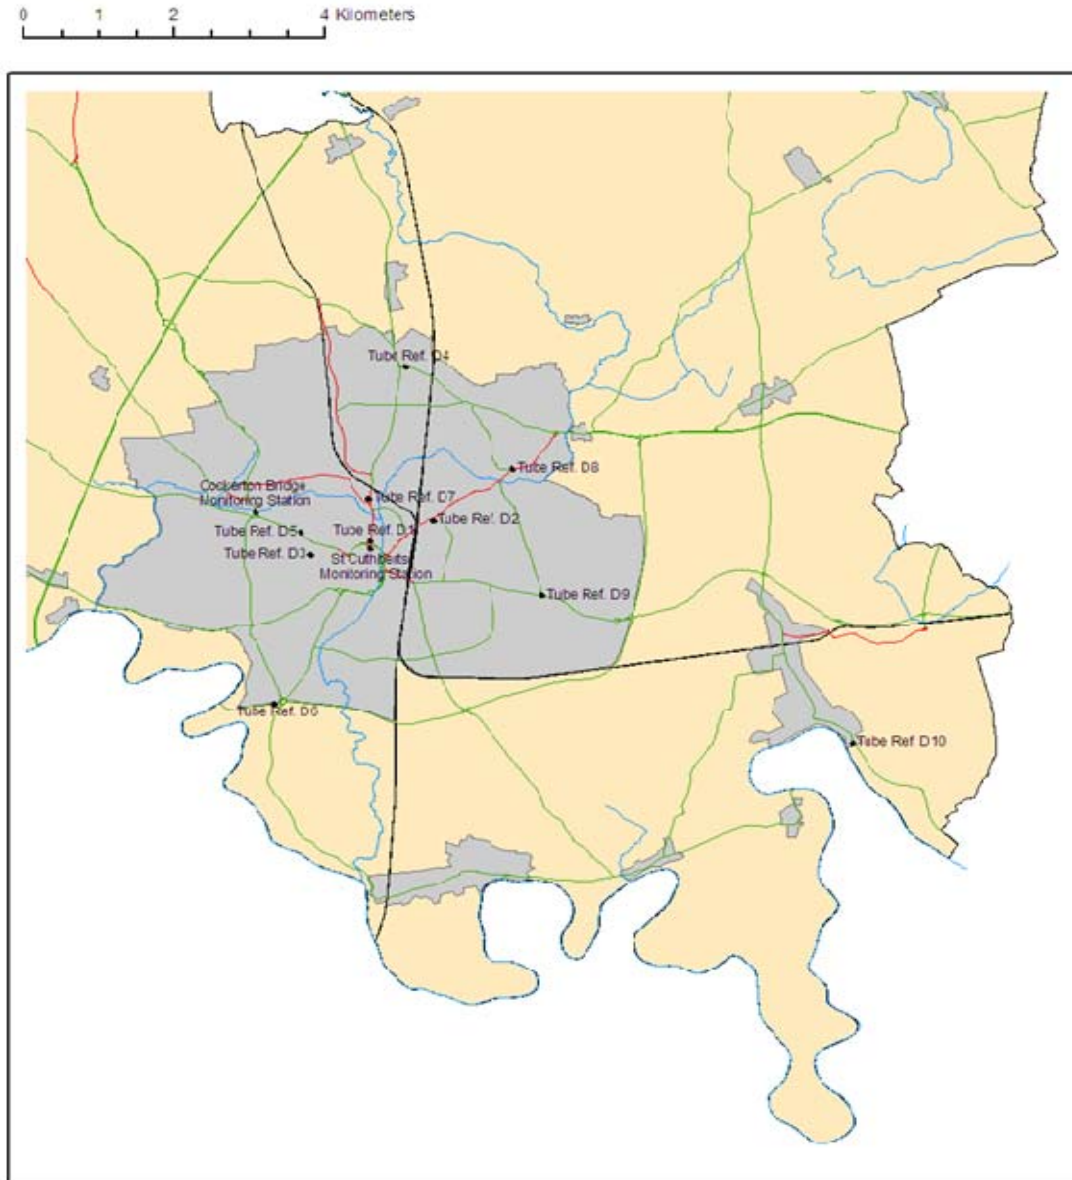 0 1 2 4 Kilometers
Tube Ref. D4
Tube Ref. D8
Cockerton Bridge
Monitoring Station
Tube Ref. D7
Tube Ref. D2
Tube Ref. D5
Tube Ref. D1
Tube Ref. D3
St Cuthberts
Monitoring Station
Tube Ref. D9
Tube Ref. D6
Tube Ref D10